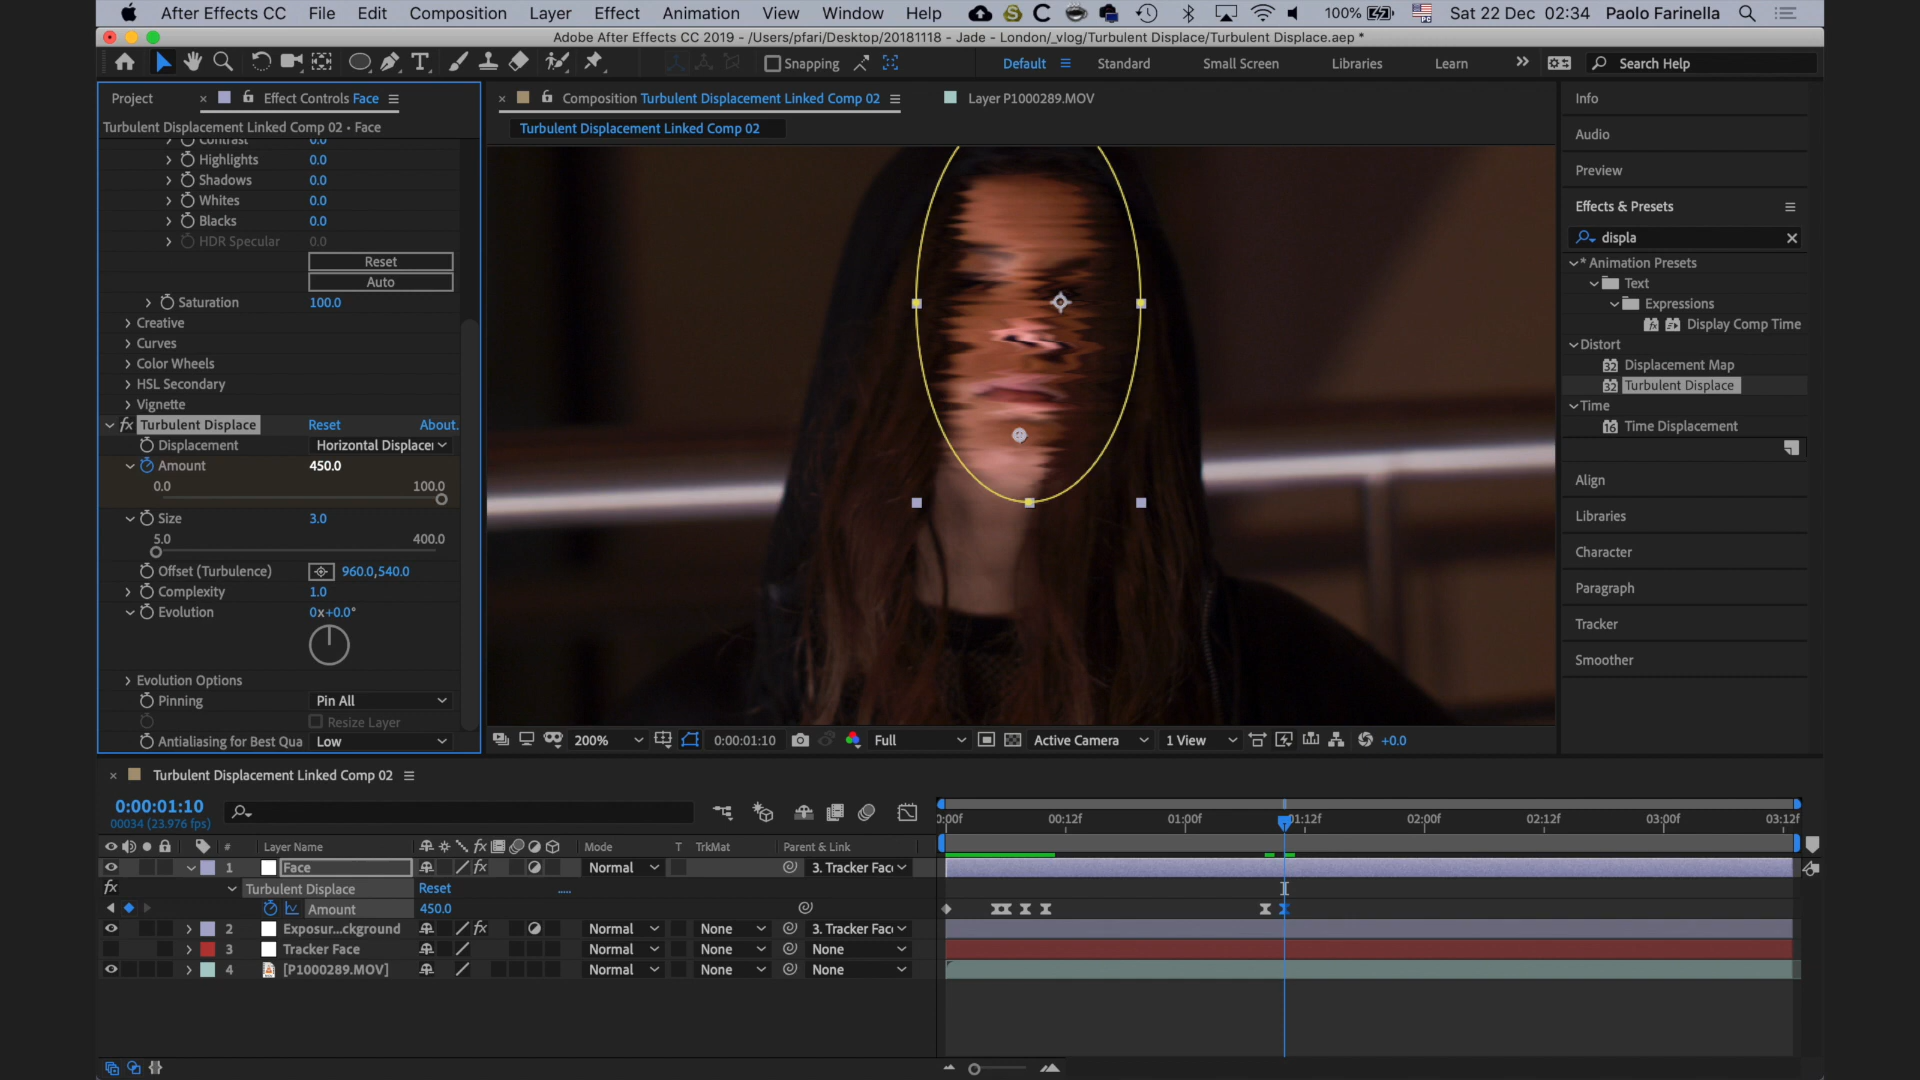 After Effects CC File Edit Composition Layer Effect Animation View Window Help 100% Sat 22 Dec 02:34 Paolo Farinella
Adobe After Effects CC 2019 - /Users/pfari/Desktop/20181118 - Jade - London/_vlog/Turbulent Displace/Turbulent Displace.aep *
Snapping Default Standard Small Screen Libraries Learn Search Help
Project
Effect Controls Face
Turbulent Displacement Linked Comp 02 • Face
Contrast 0.0
Highlights 0.0
Shadows 0.0
Whites 0.0
Blacks 0.0
HDR Specular 0.0
Reset
Auto
Saturation 100.0
Creative
Curves
Color Wheels
HSL Secondary
Vignette
fx Turbulent Displace Reset About.
Displacement Horizontal Displacer
Amount 450.0
0.0 100.0
Size 3.0
5.0 400.0
Offset (Turbulence) 960.0,540.0
Complexity 1.0
Evolution 0x+0.0°
Evolution Options
Pinning Pin All
Resize Layer
Antialiasing for Best Qua Low
Composition Turbulent Displacement Linked Comp 02
Layer P1000289.MOV
Turbulent Displacement Linked Comp 02
200% 0:00:01:10 Full Active Camera 1 View +0.0
Info
Audio
Preview
Effects & Presets
displa
* Animation Presets
Text
Expressions
Display Comp Time
Distort
32 Displacement Map
32 Turbulent Displace
Time
16 Time Displacement
Align
Libraries
Character
Paragraph
Tracker
Smoother
Turbulent Displacement Linked Comp 02
0:00:01:10
00034 (23.976 fps)
0:00f 00:12f 01:00f 01:12f 02:00f 02:12f 03:00f 03:12f
# Layer Name fx Mode T TrkMat Parent & Link
1 Face fx Normal 3. Tracker Fac
fx Turbulent Displace Reset .....
Amount 450.0
2 Exposur...ckground fx Normal None 3. Tracker Fac
3 Tracker Face Normal None None
4 [P1000289.MOV] Normal None None